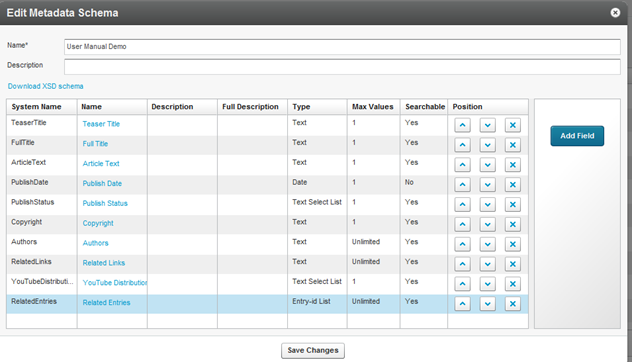 Edit Metadata Schema
Name* User Manual Demo
Description
Download XSD schema
System Name Name Description Full Description Type Max Values Searchable Position
TeaserTitle Teaser Title Text 1 Yes
FullTitle Full Title Text 1 Yes
ArticleText Article Text Text 1 Yes
PublishDate Publish Date Date 1 No
PublishStatus Publish Status Text Select List 1 Yes
Copyright Copyright Text 1 Yes
Authors Authors Text Unlimited Yes
RelatedLinks Related Links Text Unlimited Yes
YouTubeDistributi... YouTube Distribution Text Select List 1 Yes
RelatedEntries Related Entries Entry-id List Unlimited Yes
Add Field
Save Changes